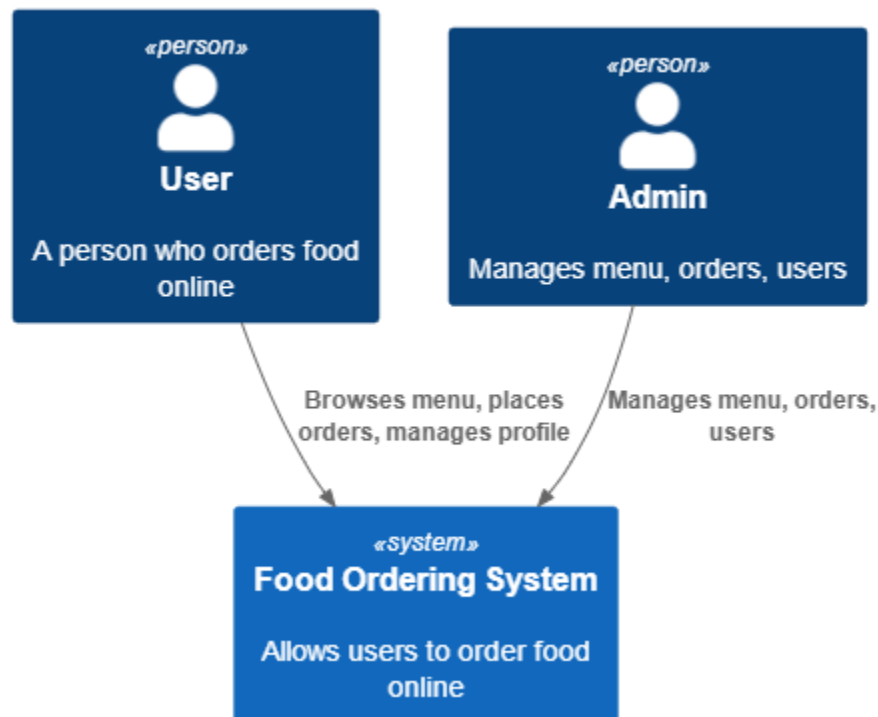 «person»
User
A person who orders food
online
«person»
Admin
Manages menu, orders, users
Browses menu, places
orders, manages profile
Manages menu, orders,
users
«system»
Food Ordering System
Allows users to order food
online